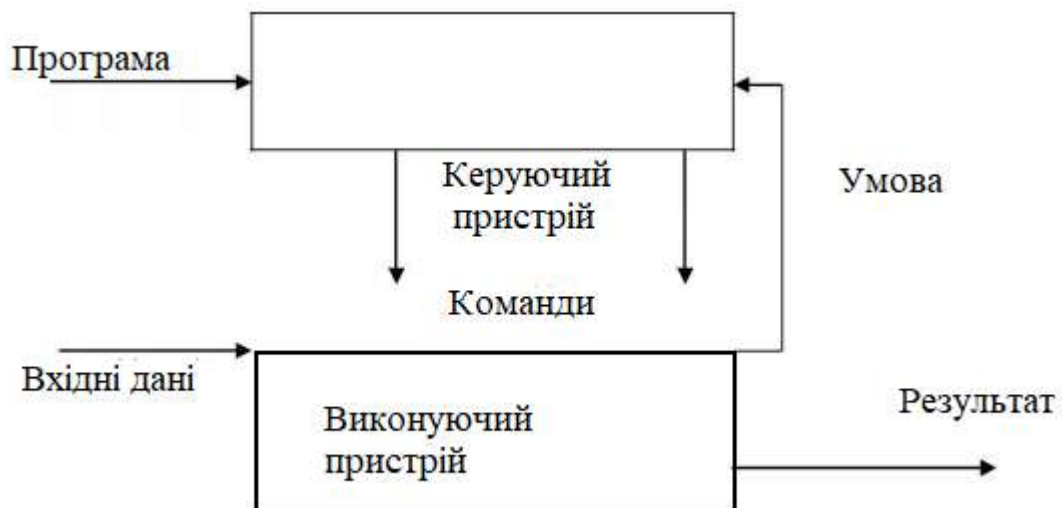 Програма
Керуючий
пристрій
Умова
Команди
Вхідні дані
Виконуючий
пристрій
Результат